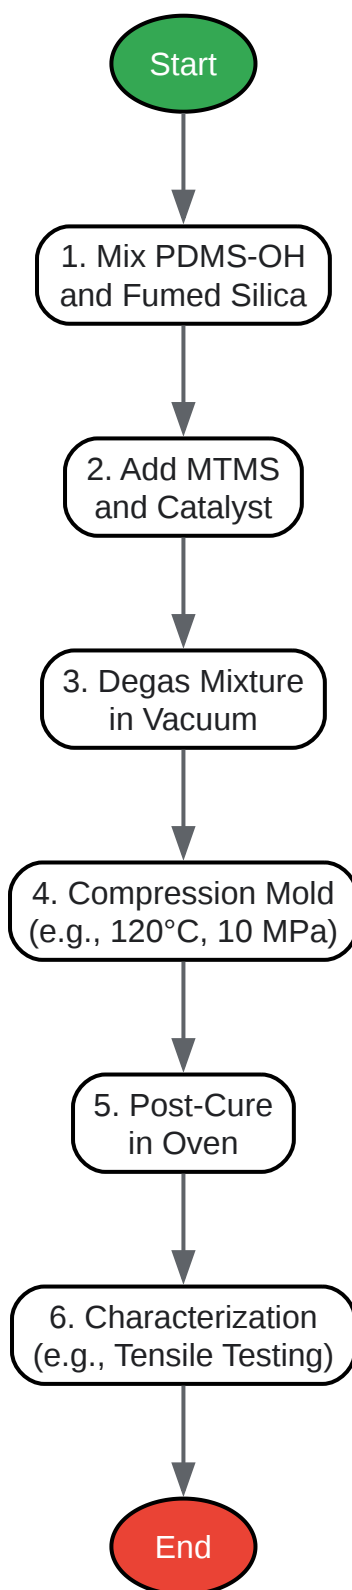 Start
1. Mix PDMS-OH
and Fumed Silica
2. Add MTMS
and Catalyst
3. Degas Mixture
in Vacuum
4. Compression Mold
(e.g., 120°C, 10 MPa)
5. Post-Cure
in Oven
6. Characterization
(e.g., Tensile Testing)
End